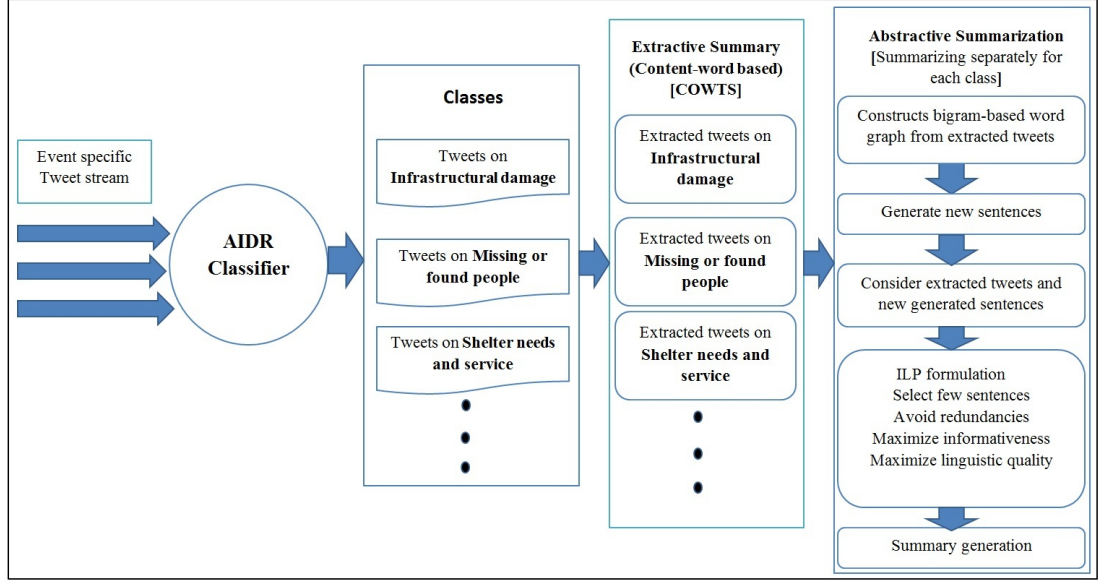 Event specific
Tweet stream
AIDR
Classifier
Classes
Tweets on
Infrastructural damage
Tweets on Missing or
found people
Tweets on Shelter needs
and service
Extractive Summary
(Content-word based)
[COWTS]
Extracted tweets on
Infrastructural
damage
Extracted tweets on
Missing or found
people
Extracted tweets on
Shelter needs and
service
Abstractive Summarization
[Summarizing separately for
each class]
Constructs bigram-based word
graph from extracted tweets
Generate new sentences
Consider extracted tweets and
new generated sentences
ILP formulation
Select few sentences
Avoid redundancies
Maximize informativeness
Maximize linguistic quality
Summary generation